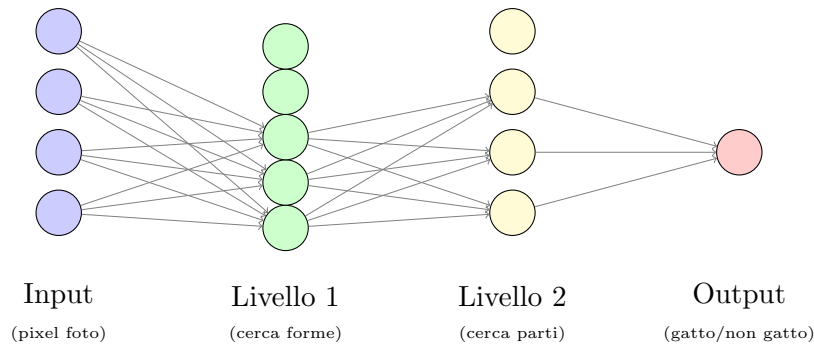 Input
(pixel foto)
Livello 1
(cerca forme)
Livello 2
(cerca parti)
Output
(gatto/non gatto)